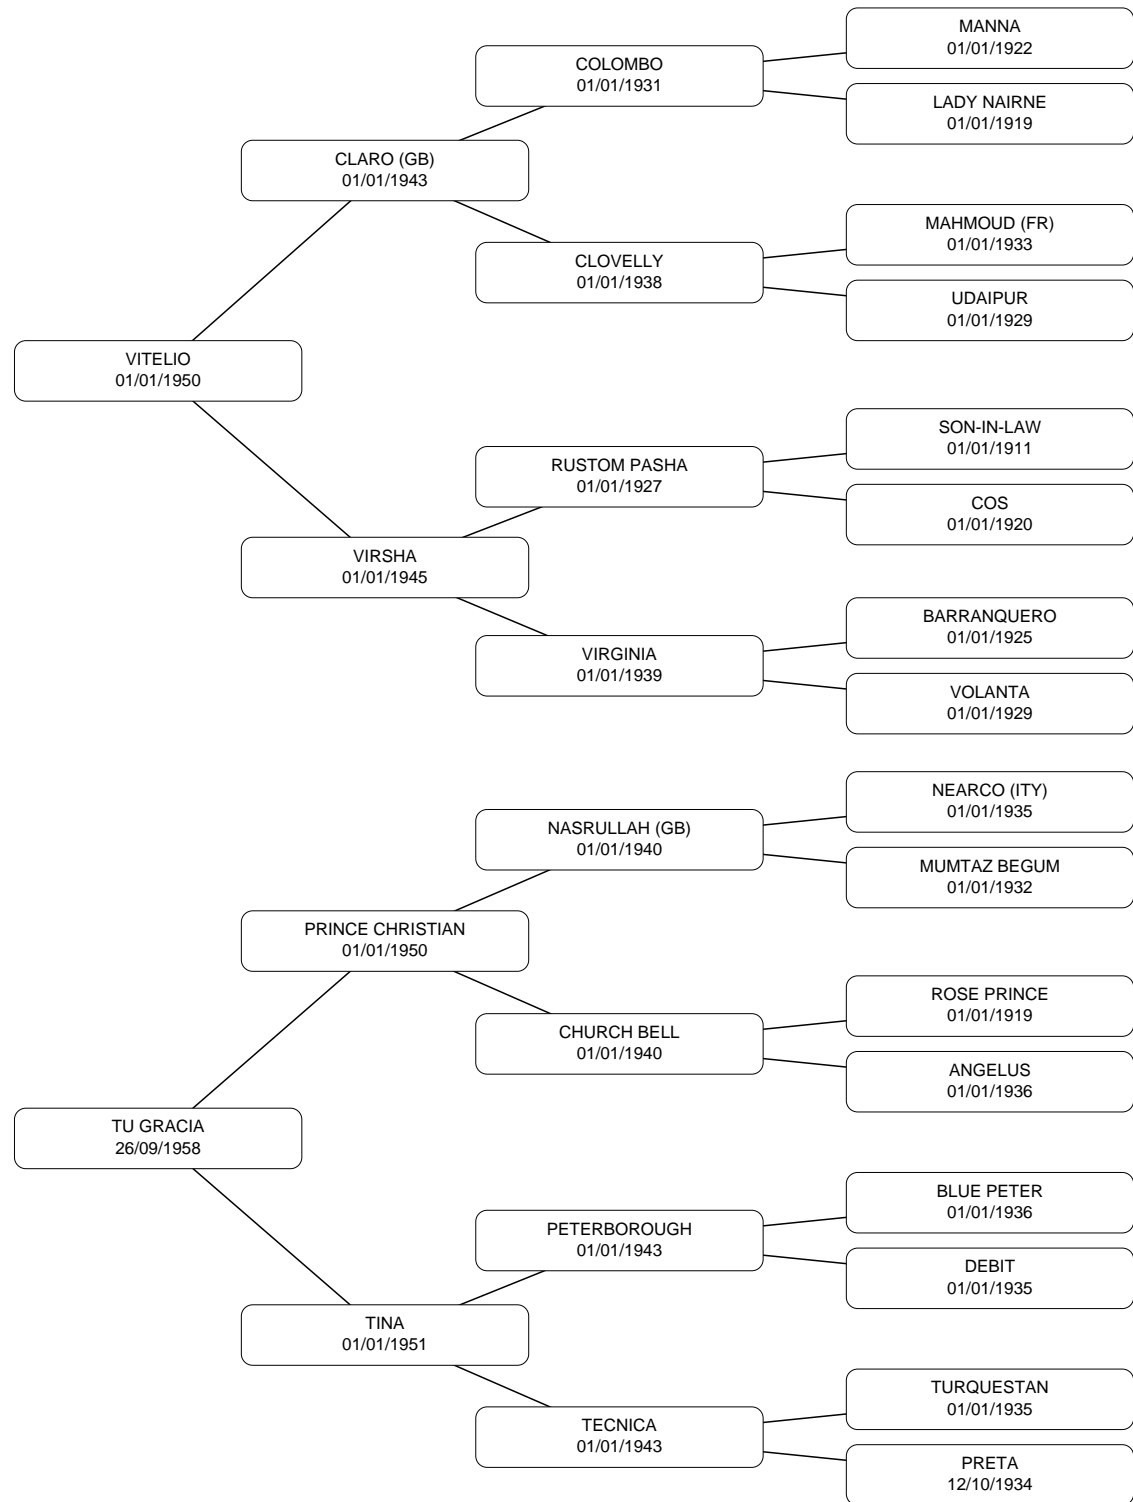 MANNA
01/01/1922
COLOMBO
01/01/1931
LADY NAIRNE
01/01/1919
CLARO (GB)
01/01/1943
MAHMOUD (FR)
01/01/1933
CLOVELLY
01/01/1938
UDAIPUR
01/01/1929
VITELIO
01/01/1950
SON-IN-LAW
01/01/1911
RUSTOM PASHA
01/01/1927
COS
01/01/1920
VIRSHA
01/01/1945
BARRANQUERO
01/01/1925
VIRGINIA
01/01/1939
VOLANTA
01/01/1929
NEARCO (ITY)
01/01/1935
NASRULLAH (GB)
01/01/1940
MUMTAZ BEGUM
01/01/1932
PRINCE CHRISTIAN
01/01/1950
ROSE PRINCE
01/01/1919
CHURCH BELL
01/01/1940
ANGELUS
01/01/1936
TU GRACIA
26/09/1958
BLUE PETER
01/01/1936
PETERBOROUGH
01/01/1943
DEBIT
01/01/1935
TINA
01/01/1951
TURQUESTAN
01/01/1935
TECNICA
01/01/1943
PRETA
12/10/1934